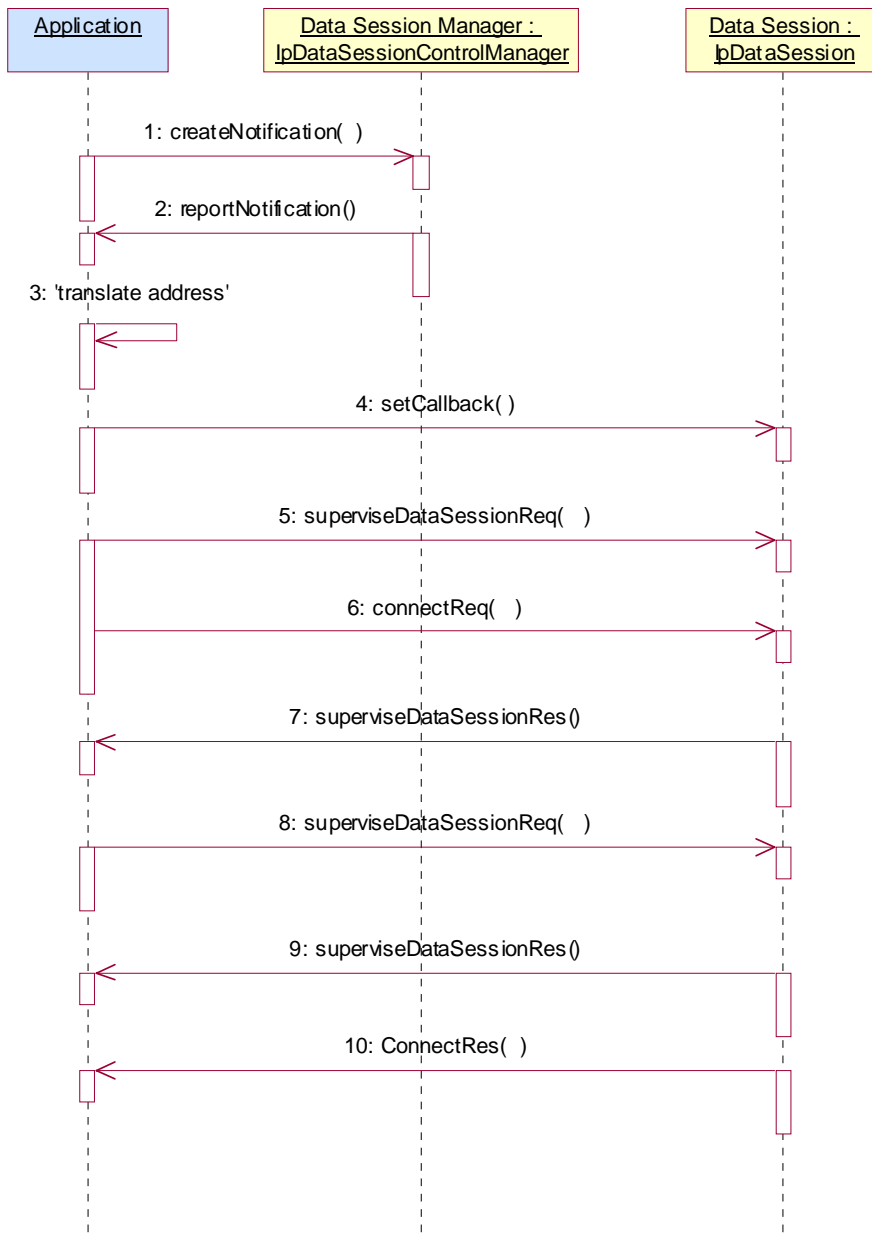 Application
Data Session Manager :
IpDataSessionControlManager
Data Session :
IpDataSession
1: createNotification(  )
2: reportNotification()
3: 'translate address'
4: setCallback( )
5: superviseDataSessionReq(   )
6: connectReq(   )
7: superviseDataSessionRes()
8: superviseDataSessionReq(   )
9: superviseDataSessionRes()
10: ConnectRes(  )